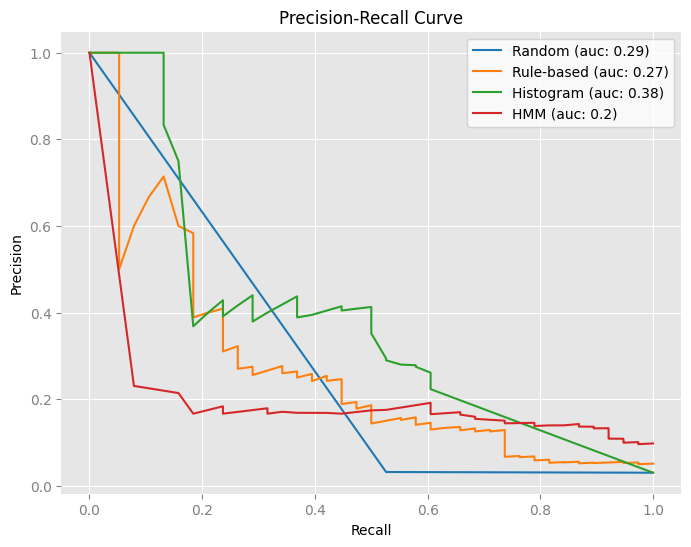 Precision-Recall Curve
Random (auc: 0.29)
Rule-based (auc: 0.27)
Histogram (auc: 0.38)
HMM (auc: 0.2)
Precision
1.0
0.8
0.6
0.4
0.2
0.0
0.0 0.2 0.4 0.6 0.8 1.0
Recall